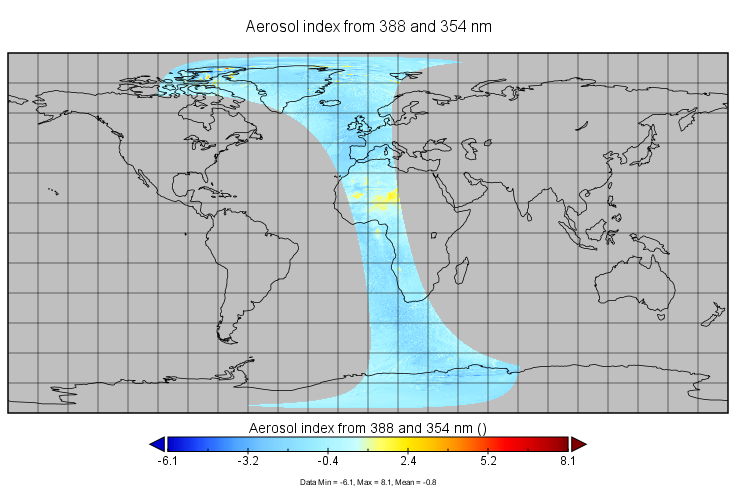 Aerosol index from 388 and 354 nm
Aerosol index from 388 and 354 nm ()
-6.1 -3.2 -0.4 2.4 5.2 8.1
Data Min = -6.1, Max = 8.1, Mean = -0.8